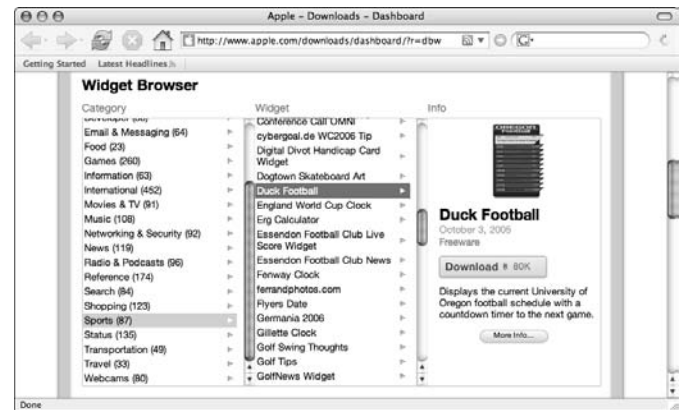 Apple – Downloads – Dashboard
http://www.apple.com/downloads/dashboard/?r=dbw
G
Getting Started Latest Headlines
Widget Browser
Category
Email & Messaging (64)
Food (23)
Games (260)
Information (63)
International (452)
Movies & TV (91)
Music (108)
Networking & Security (92)
News (119)
Radio & Podcasts (96)
Reference (174)
Search (84)
Shopping (123)
Sports (87)
Status (135)
Transportation (49)
Travel (33)
Webcams (80)
Widget
Conference Call OMNI
cybergoal.de WC2006 Tip
Digital Divot Handicap Card
Widget
Dogtown Skateboard Art
Duck Football
England World Cup Clock
Erg Calculator
Essendon Football Club Live
Score Widget
Essendon Football Club News
Fenway Clock
ferrandphotos.com
Flyers Date
Germania 2006
Gillette Clock
Golf Swing Thoughts
Golf Tips
GolfNews Widget
Info
OREGON
Football
Duck Football
October 3, 2005
Freeware
Download 80K
Displays the current University of
Oregon football schedule with a
countdown timer to the next game.
More Info...
Done